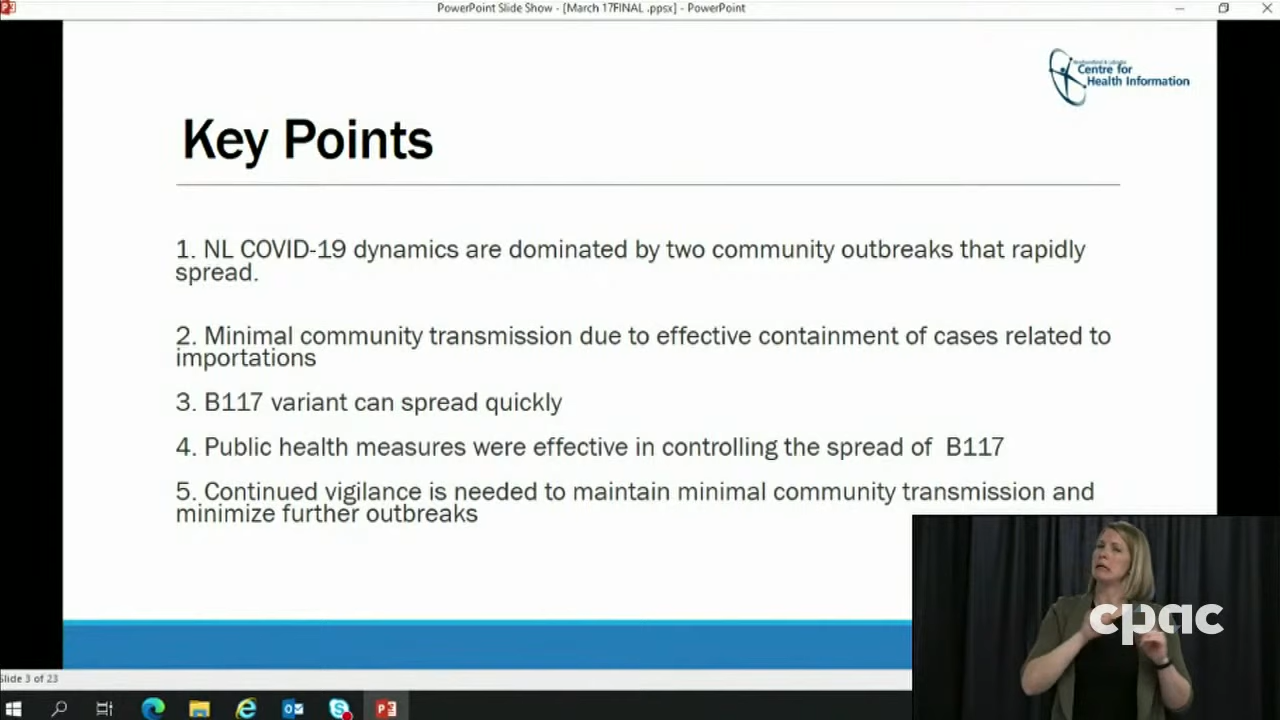 PowerPoint Slide Show - [March 17FINAL .ppsx] - PowerPoint
Newfoundland & Labrador
Centre for
Health Information
Key Points
1. NL COVID-19 dynamics are dominated by two community outbreaks that rapidly
spread.
2. Minimal community transmission due to effective containment of cases related to
importations
3. B117 variant can spread quickly
4. Public health measures were effective in controlling the spread of  B117
5. Continued vigilance is needed to maintain minimal community transmission and
minimize further outbreaks
cpac
Slide 3 of 23